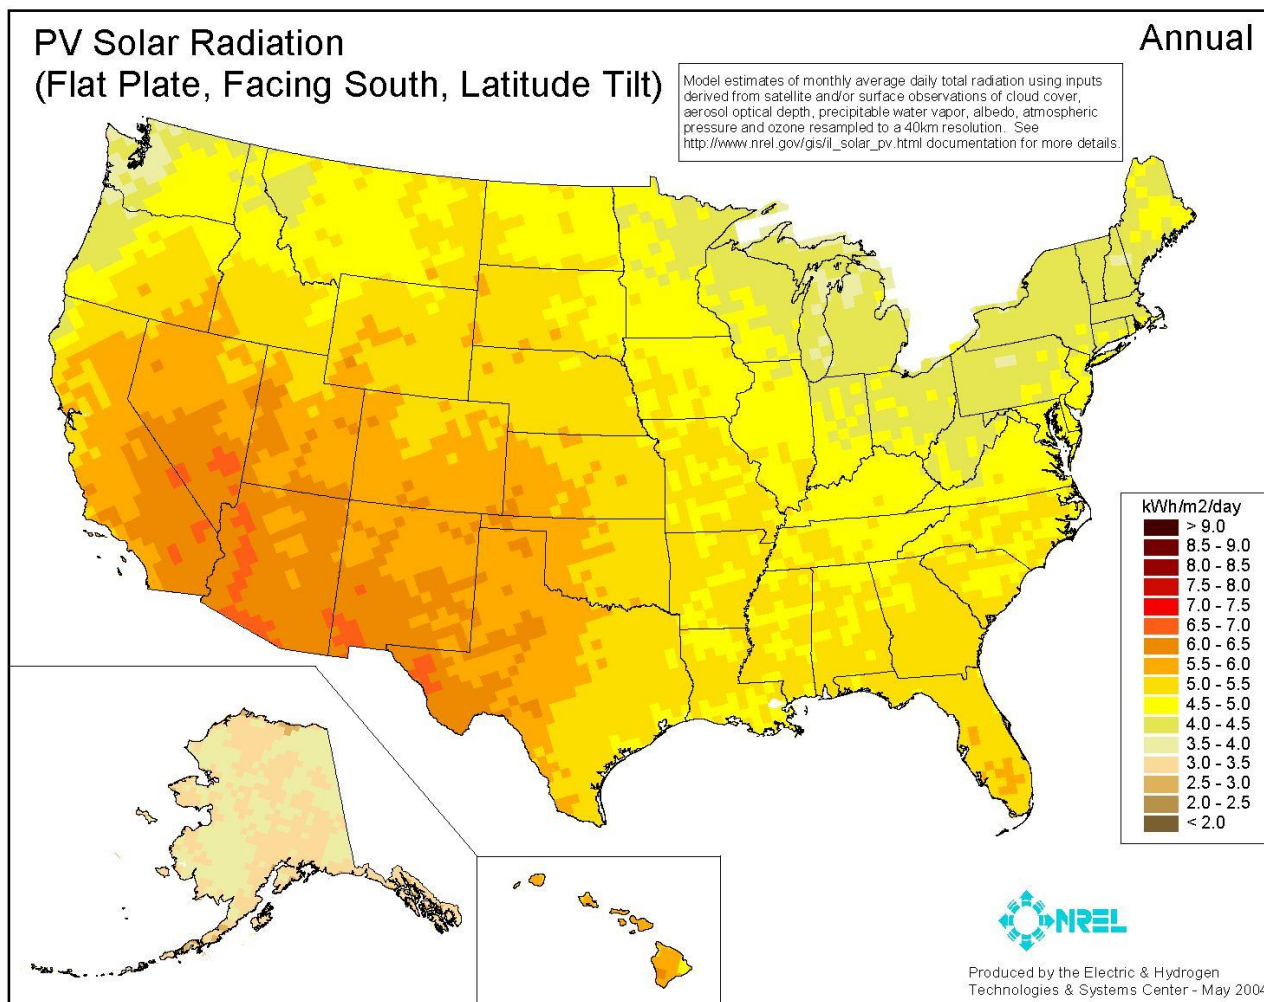 PV Solar Radiation
(Flat Plate, Facing South, Latitude Tilt)
Annual
Model estimates of monthly average daily total radiation using inputs
derived from satellite and/or surface observations of cloud cover,
aerosol optical depth, precipitable water vapor, albedo, atmospheric
pressure and ozone resampled to a 40km resolution. See
http://www.nrel.gov/gis/il_solar_pv.html documentation for more details.
kWh/m2/day
> 9.0
8.5 - 9.0
8.0 - 8.5
7.5 - 8.0
7.0 - 7.5
6.5 - 7.0
6.0 - 6.5
5.5 - 6.0
5.0 - 5.5
4.5 - 5.0
4.0 - 4.5
3.5 - 4.0
3.0 - 3.5
2.5 - 3.0
2.0 - 2.5
< 2.0
NREL
Produced by the Electric & Hydrogen
Technologies & Systems Center - May 2004